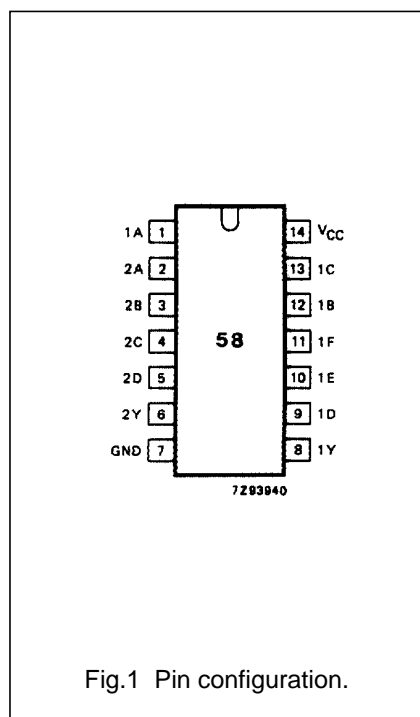 1A 1 14 VCC
2A 2 13 1C
2B 3 12 1B
2C 4 58 11 1F
2D 5 10 1E
2Y 6 9 1D
GND 7 8 1Y
7Z93940
Fig.1 Pin configuration.